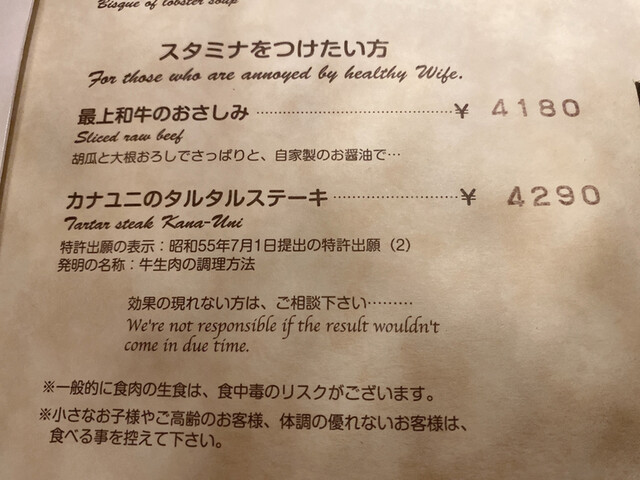 Bisque of lobster soup
スタミナをつけたい方
For those who are annoyed by healthy Wife.
最上和牛のおさしみ ……………………………¥ 4180
Sliced raw beef
胡瓜と大根おろしでさっぱりと、自家製のお醤油で…
カナユニのタルタルステーキ…………………¥ 4290
Tartar steak Kana-Uni
特許出願の表示：昭和55年7月1日提出の特許出願（2）
発明の名称：牛生肉の調理方法
効果の現れない方は、ご相談下さい………
We're not responsible if the result wouldn't
come in due time.
※一般的に食肉の生食は、食中毒のリスクがございます。
※小さなお子様やご高齢のお客様、体調の優れないお客様は、
食べる事を控えて下さい。